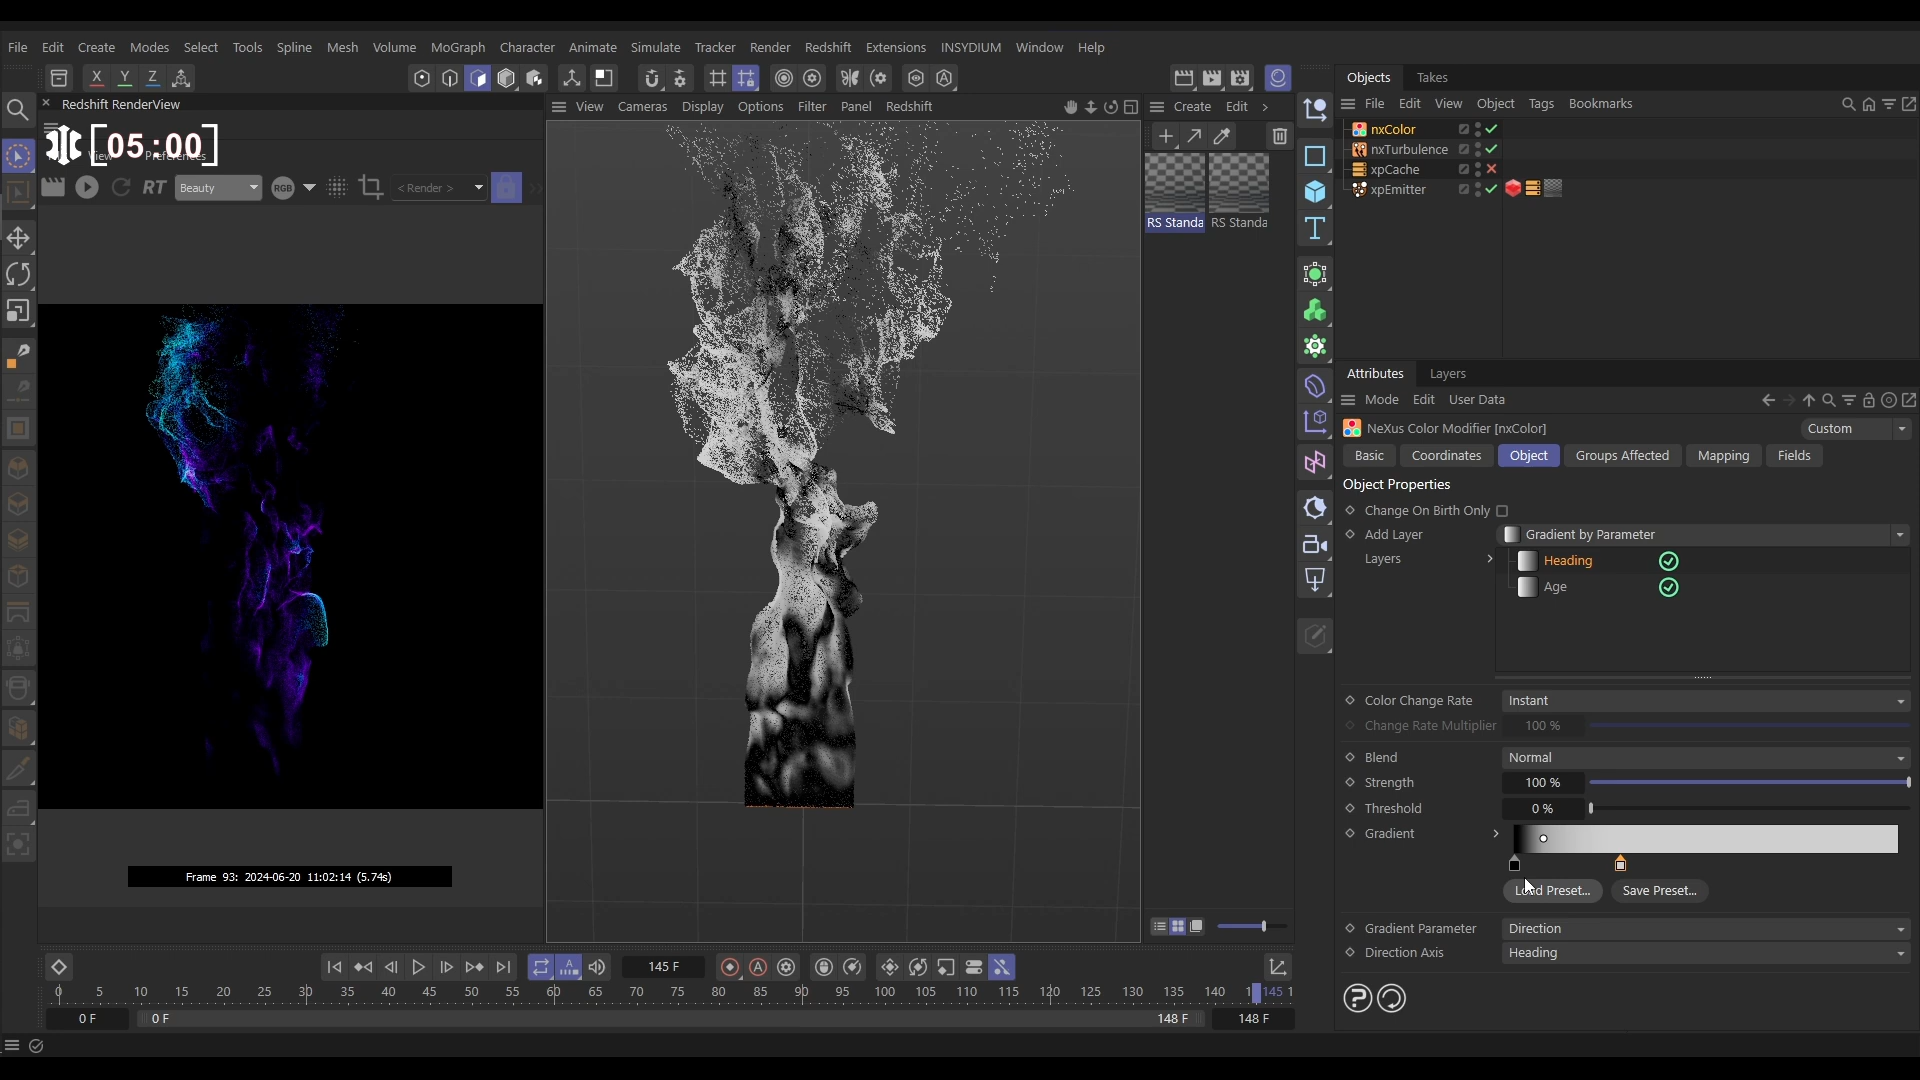 File Edit Create Modes Select Tools Spline Mesh Volume MoGraph Character Animate Simulate Tracker Render Redshift Extensions INSYDIUM Window Help
X Y Z
Redshift RenderView
[05:00]
View Preferences
RT Beauty RGB < Render >
View Cameras Display Options Filter Panel Redshift
Create Edit
RS Standa RS Standa
Frame 93: 2024-06-20 11:02:14 (5.74s)
Objects Takes
File Edit View Object Tags Bookmarks
nxColor
nxTurbulence
xpCache
xpEmitter
Attributes Layers
Mode Edit User Data
NeXus Color Modifier [nxColor] Custom
Basic Coordinates Object Groups Affected Mapping Fields
Object Properties
Change On Birth Only
Add Layer Gradient by Parameter
Layers Heading
Age
Color Change Rate Instant
Change Rate Multiplier 100 %
Blend Normal
Strength 100 %
Threshold 0 %
Gradient
Load Preset... Save Preset...
Gradient Parameter Direction
Direction Axis Heading
145 F
0 5 10 15 20 25 30 35 40 45 50 55 60 65 70 75 80 85 90 95 100 105 110 115 120 125 130 135 140 145
0 F 0 F 148 F 148 F